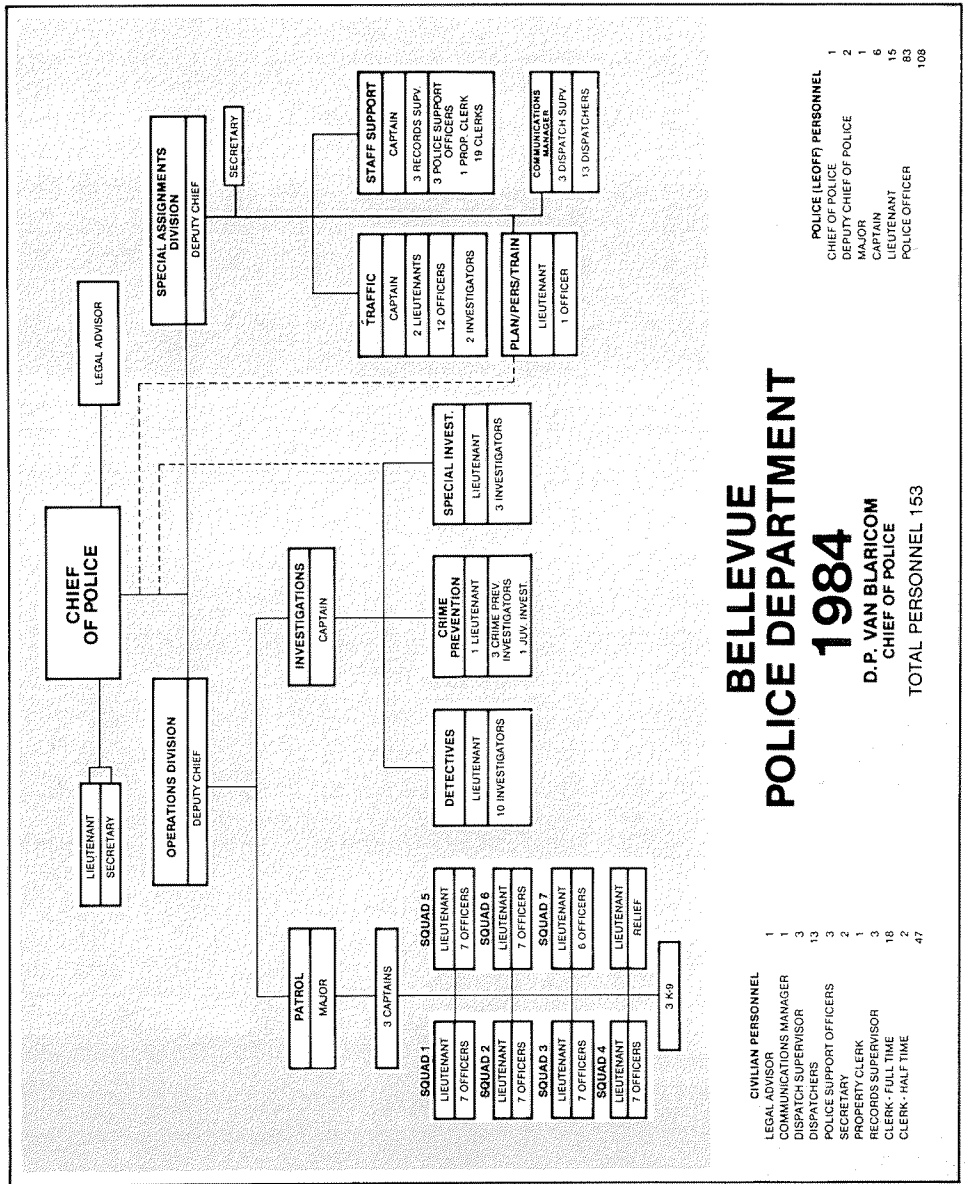 CHIEF
OF POLICE
LIEUTENANT
SECRETARY
LEGAL ADVISOR
OPERATIONS DIVISION
DEPUTY CHIEF
SPECIAL ASSIGNMENTS
DIVISION
DEPUTY CHIEF
SECRETARY
PATROL
MAJOR
3 CAPTAINS
SQUAD 1
LIEUTENANT
7 OFFICERS
SQUAD 2
LIEUTENANT
7 OFFICERS
SQUAD 3
LIEUTENANT
7 OFFICERS
SQUAD 4
LIEUTENANT
7 OFFICERS
SQUAD 5
LIEUTENANT
7 OFFICERS
SQUAD 6
LIEUTENANT
7 OFFICERS
SQUAD 7
LIEUTENANT
6 OFFICERS
LIEUTENANT
RELIEF
3 K-9
INVESTIGATIONS
CAPTAIN
DETECTIVES
LIEUTENANT
10 INVESTIGATORS
CRIME
PREVENTION
1 LIEUTENANT
3 CRIME PREV.
INVESTIGATORS
1 JUV. INVEST.
SPECIAL INVEST.
LIEUTENANT
3 INVESTIGATORS
TRAFFIC
CAPTAIN
2 LIEUTENANTS
12 OFFICERS
2 INVESTIGATORS
STAFF SUPPORT
CAPTAIN
3 RECORDS SUPV.
3 POLICE SUPPORT
OFFICERS
1 PROP. CLERK
19 CLERKS
PLAN/PERS/TRAIN
LIEUTENANT
1 OFFICER
COMMUNICATIONS
MANAGER
3 DISPATCH SUPV
13 DISPATCHERS
CIVILIAN PERSONNEL
LEGAL ADVISOR 1
COMMUNICATIONS MANAGER 1
DISPATCH SUPERVISOR 3
DISPATCHERS 13
POLICE SUPPORT OFFICERS 3
SECRETARY 2
PROPERTY CLERK 1
RECORDS SUPERVISOR 3
CLERK - FULL TIME 18
CLERK - HALF TIME 2
47
BELLEVUE
POLICE DEPARTMENT
1984
D.P. VAN BLARICOM
CHIEF OF POLICE
TOTAL PERSONNEL 153
POLICE (LEOFF) PERSONNEL
CHIEF OF POLICE 1
DEPUTY CHIEF OF POLICE 2
MAJOR 1
CAPTAIN 6
LIEUTENANT 15
POLICE OFFICER 83
108